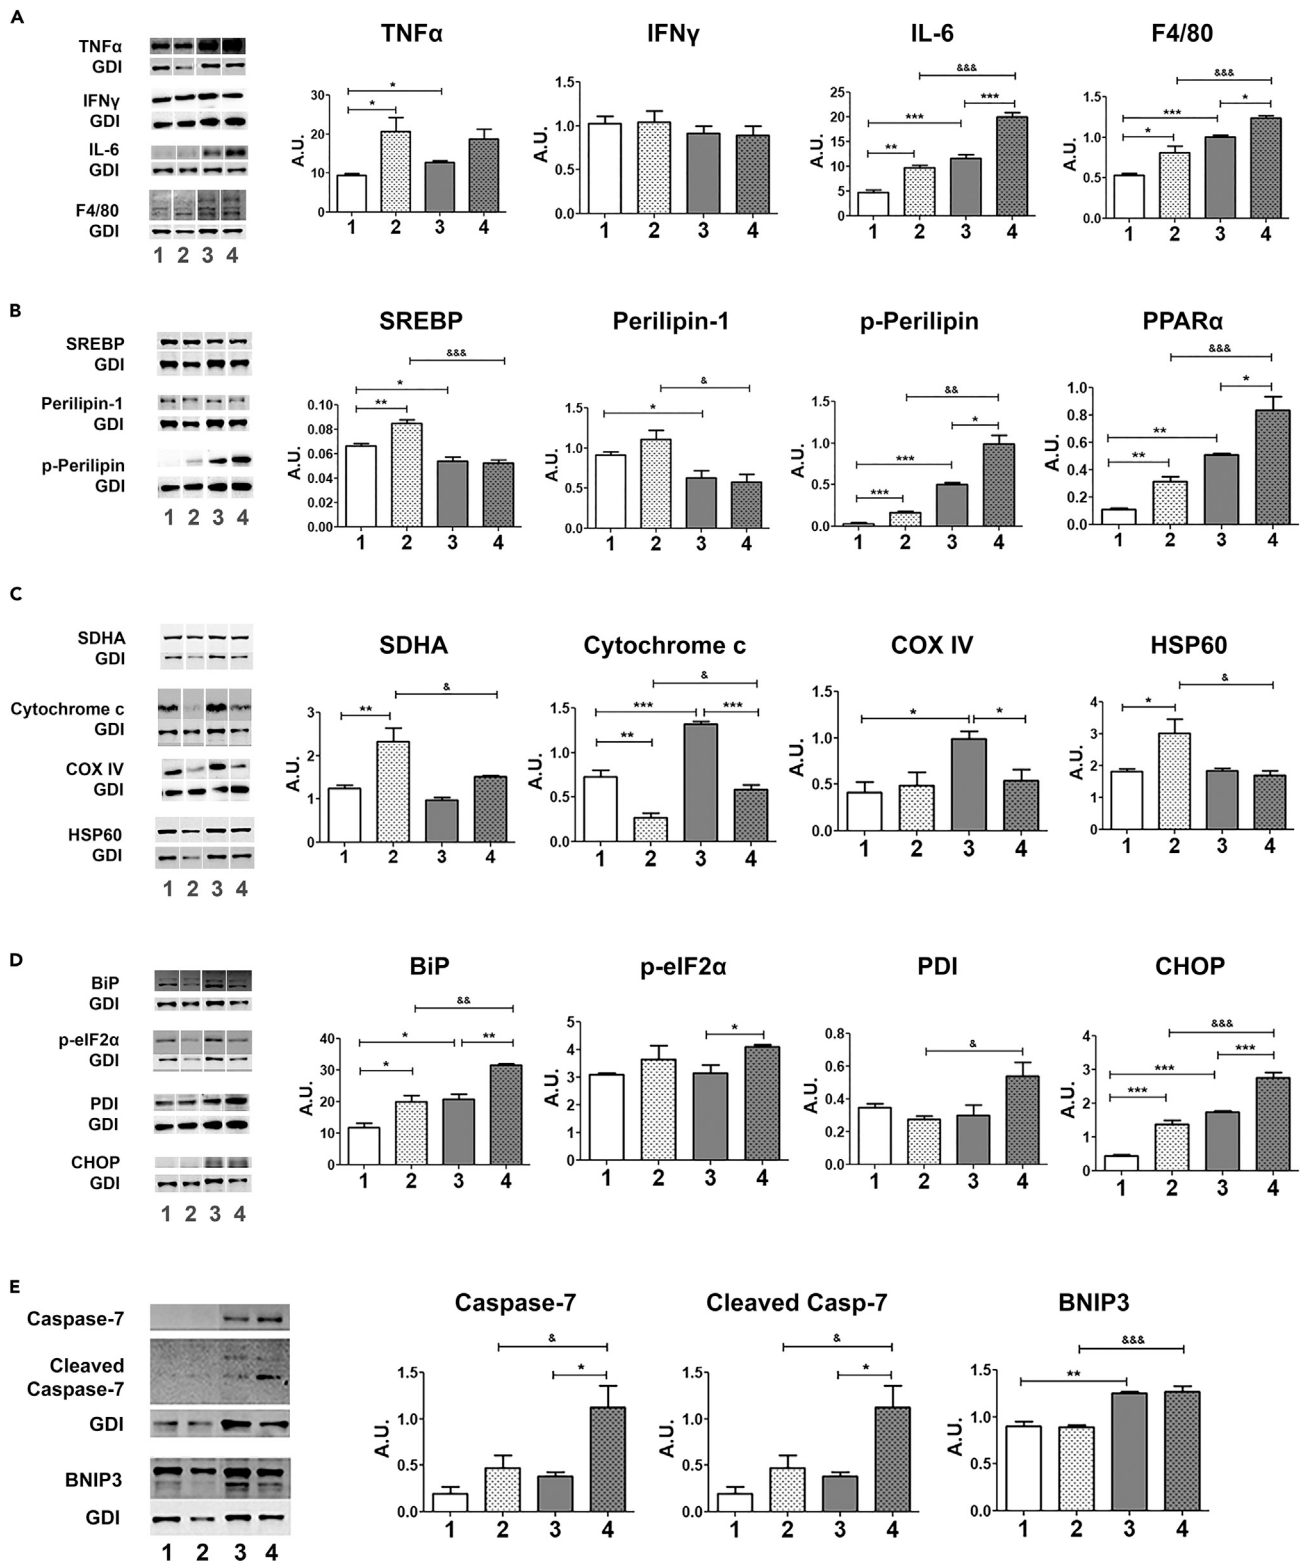 A
TNFα
GDI
IFNγ
GDI
IL-6
GDI
F4/80
GDI
1 2 3 4
TNFα
A.U.
30
20
10
0
* *
1 2 3 4
IFNγ
A.U.
1.5
1.0
0.5
0.0
1 2 3 4
IL-6
A.U.
25
20
15
10
5
0
&&&
***
***
**
1 2 3 4
F4/80
A.U.
1.5
1.0
0.5
0.0
&&&
*
***
*
1 2 3 4
B
SREBP
GDI
Perilipin-1
GDI
p-Perilipin
GDI
1 2 3 4
SREBP
A.U.
0.10
0.08
0.06
0.04
0.02
0.00
&&&
*
**
1 2 3 4
Perilipin-1
A.U.
1.5
1.0
0.5
0.0
&
*
1 2 3 4
p-Perilipin
A.U.
1.5
1.0
0.5
0.0
&&
*
***
***
1 2 3 4
PPARα
A.U.
1.0
0.8
0.6
0.4
0.2
0.0
&&&
*
**
**
1 2 3 4
C
SDHA
GDI
Cytochrome c
GDI
COX IV
GDI
HSP60
GDI
1 2 3 4
SDHA
A.U.
3
2
1
0
&
**
1 2 3 4
Cytochrome c
A.U.
1.5
1.0
0.5
0.0
&
*** ***
**
1 2 3 4
COX IV
A.U.
1.5
1.0
0.5
0.0
* *
1 2 3 4
HSP60
A.U.
4
3
2
1
0
&
*
1 2 3 4
D
BiP
GDI
p-eIF2α
GDI
PDI
GDI
CHOP
GDI
1 2 3 4
BiP
A.U.
40
30
20
10
0
&&
* **
*
1 2 3 4
p-eIF2α
A.U.
5
4
3
2
1
0
*
1 2 3 4
PDI
A.U.
0.8
0.6
0.4
0.2
0.0
&
1 2 3 4
CHOP
A.U.
4
3
2
1
0
&&&
***
***
***
1 2 3 4
E
Caspase-7
Cleaved
Caspase-7
GDI
BNIP3
GDI
1 2 3 4
Caspase-7
A.U.
1.5
1.0
0.5
0.0
&
*
1 2 3 4
Cleaved Casp-7
A.U.
1.5
1.0
0.5
0.0
&
*
1 2 3 4
BNIP3
A.U.
1.5
1.0
0.5
0.0
&&&
**
1 2 3 4